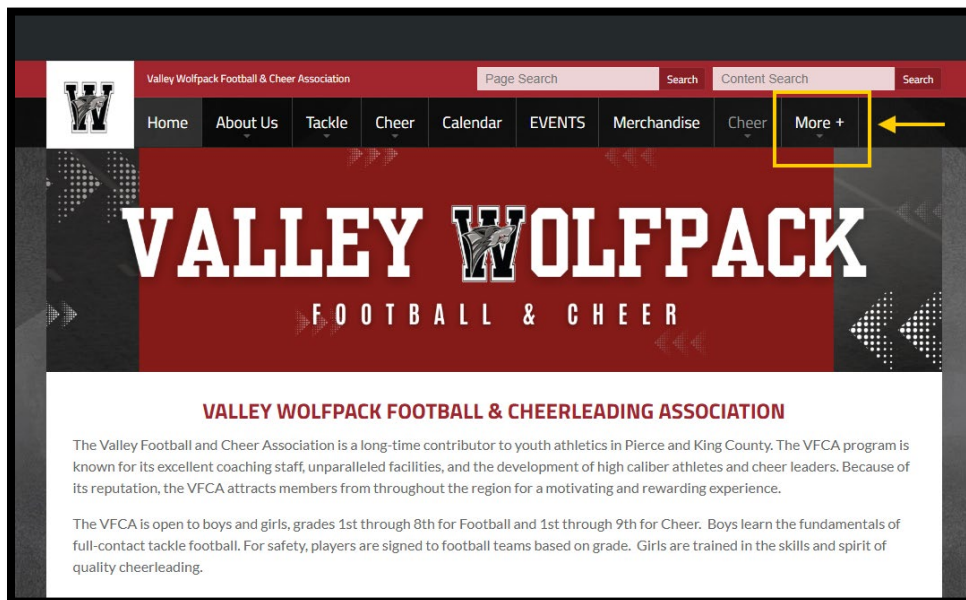 Valley Wolfpack Football & Cheer Association
Page Search
Search
Content Search
Search
W
Home
About Us
Tackle
Cheer
Calendar
EVENTS
Merchandise
Cheer
More +
VALLEY WOLFPACK
FOOTBALL & CHEER
VALLEY WOLFPACK FOOTBALL & CHEERLEADING ASSOCIATION
The Valley Football and Cheer Association is a long-time contributor to youth athletics in Pierce and King County. The VFCA program is
known for its excellent coaching staff, unparalleled facilities, and the development of high caliber athletes and cheer leaders. Because of
its reputation, the VFCA attracts members from throughout the region for a motivating and rewarding experience.
The VFCA is open to boys and girls, grades 1st through 8th for Football and 1st through 9th for Cheer. Boys learn the fundamentals of
full-contact tackle football. For safety, players are signed to football teams based on grade. Girls are trained in the skills and spirit of
quality cheerleading.